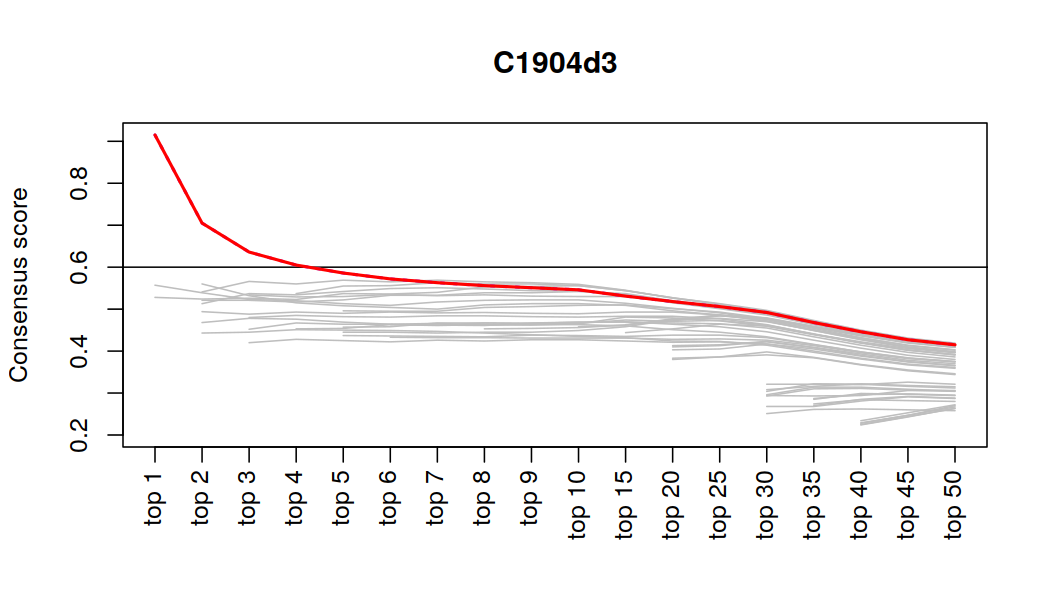 C1904d3
Consensus score
0.8
0.6
0.4
0.2
top 1
top 2
top 3
top 4
top 5
top 6
top 7
top 8
top 9
top 10
top 15
top 20
top 25
top 30
top 35
top 40
top 45
top 50